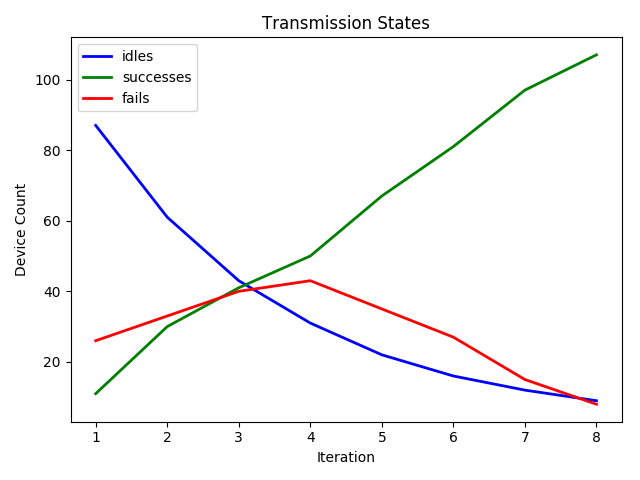 Transmission States
idles
successes
fails
Device Count
100
80
60
40
20
1 2 3 4 5 6 7 8
Iteration